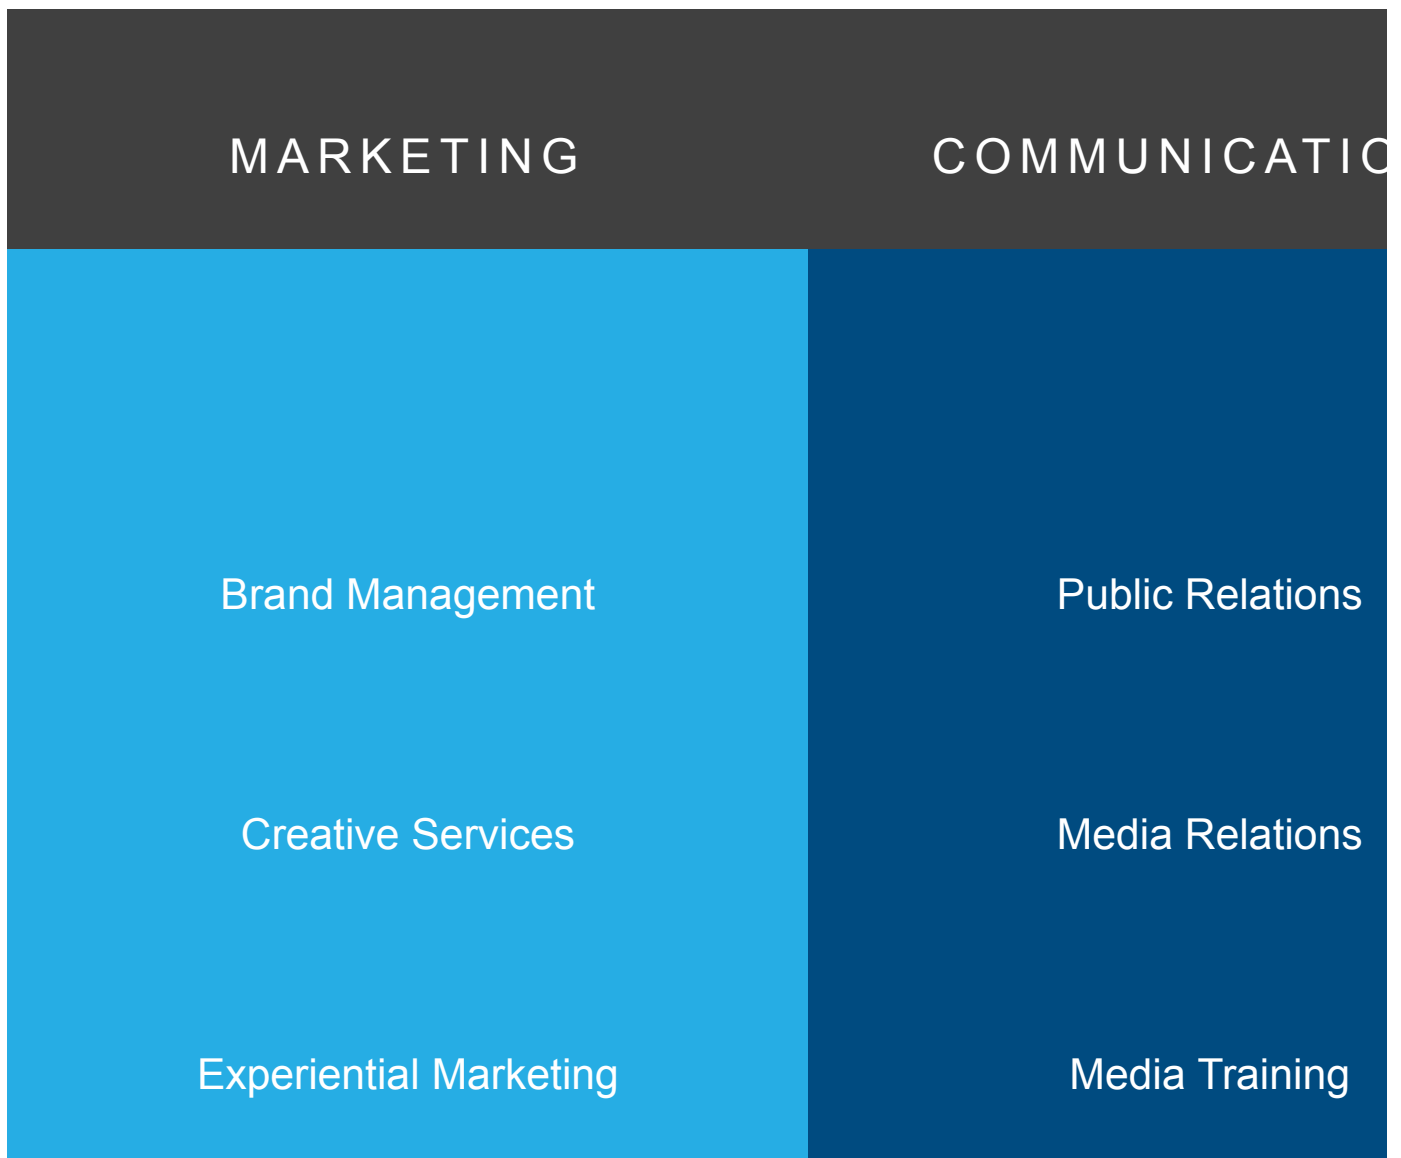 MARKETING
COMMUNICATIO
Brand Management
Public Relations
Creative Services
Media Relations
Experiential Marketing
Media Training